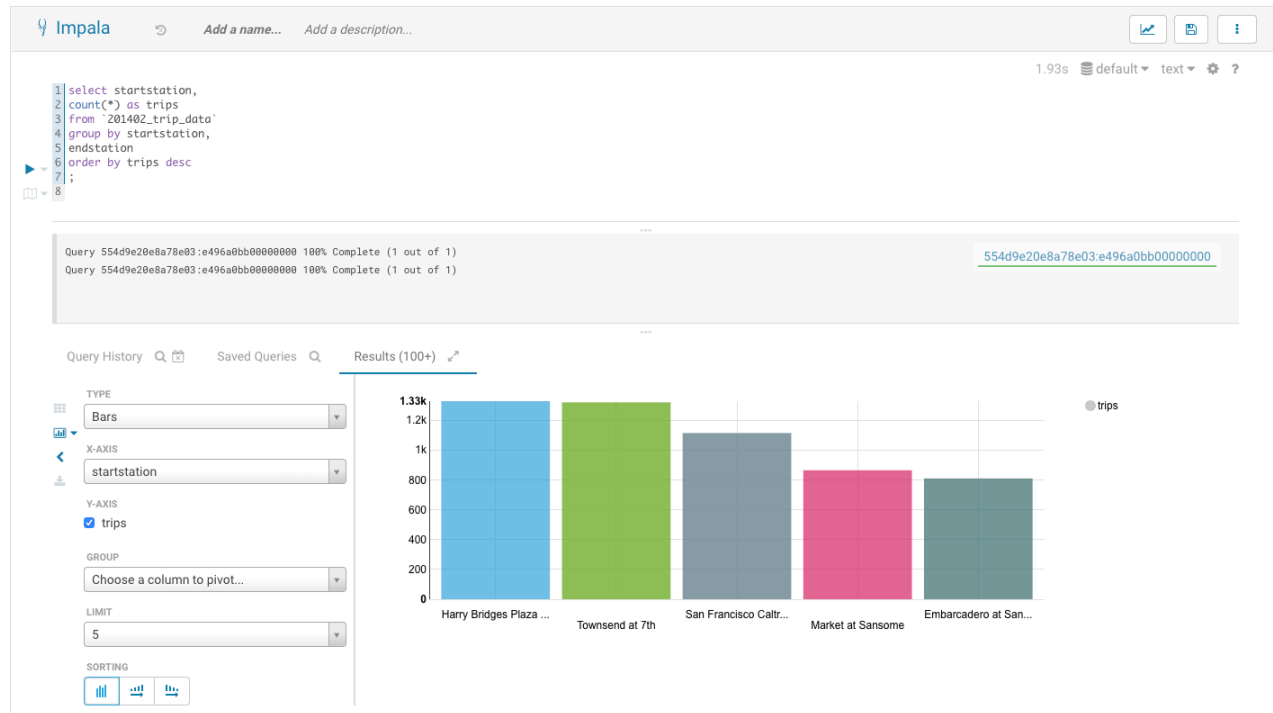 Impala Add a name... Add a description...
1.93s default text ?
1 select startstation,
2 count(*) as trips
3 from `201402_trip_data`
4 group by startstation,
5 endstation
6 order by trips desc
7 ;
8
Query 554d9e20e8a78e03:e496a0bb00000000 100% Complete (1 out of 1)
Query 554d9e20e8a78e03:e496a0bb00000000 100% Complete (1 out of 1)
554d9e20e8a78e03:e496a0bb00000000
Query History Saved Queries Results (100+)
TYPE
Bars
X-AXIS
startstation
Y-AXIS
trips
GROUP
Choose a column to pivot...
LIMIT
5
SORTING
1.33k
1.2k
1k
800
600
400
200
0
Harry Bridges Plaza ... Townsend at 7th San Francisco Caltr... Market at Sansome Embarcadero at San...
trips